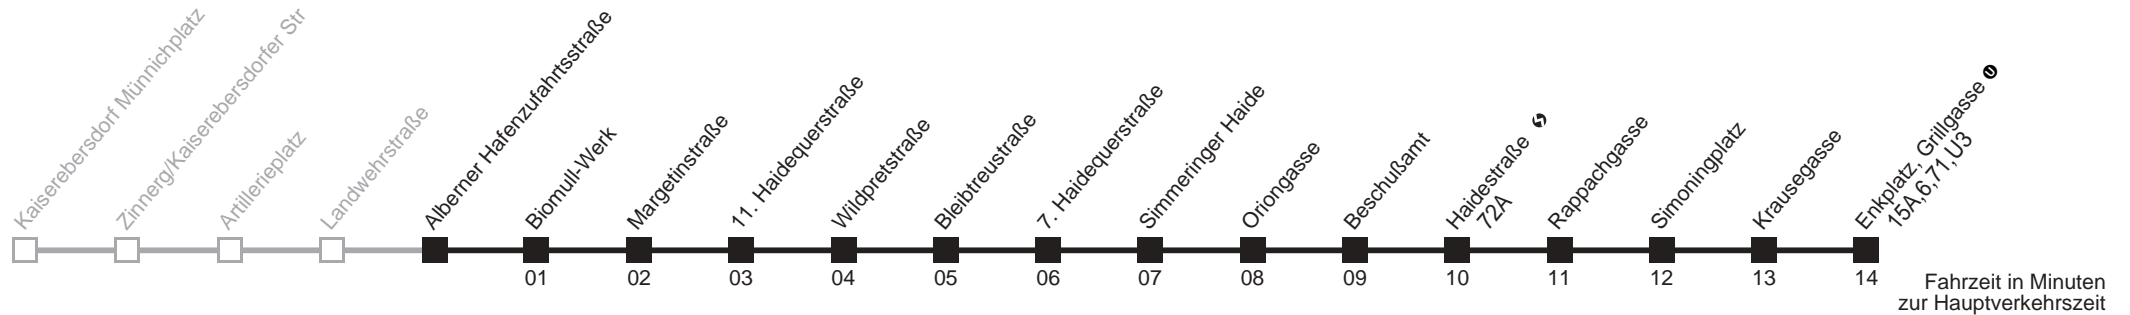 Kaiserebersdorf Münnichplatz
Zinnerg/Kaiserebersdorfer Str
Artillerieplatz
Landwehrstraße
Alberner Hafenzufahrtsstraße
Biomull-Werk
Margetinstraße
11. Haidequerstraße
Wildpretstraße
Bleibtreustraße
7. Haidequerstraße
Simmeringer Haide
Oriongasse
Beschußamt
Haidestraße
72A
Rappachgasse
Simoningplatz
Krausegasse
Enkplatz, Grillgasse U
15A,6,71,U3
01 02 03 04 05 06 07 08 09 10 11 12 13 14
Fahrzeit in Minuten
zur Hauptverkehrszeit